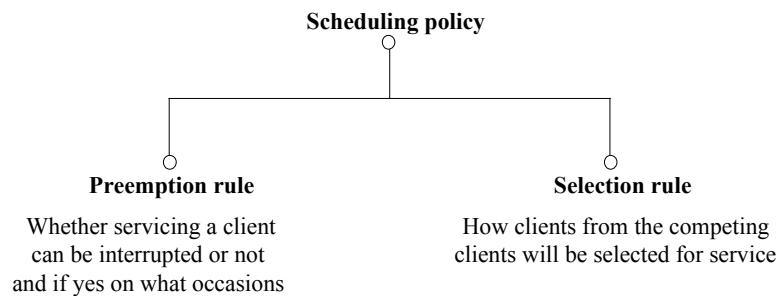 Scheduling policy
Preemption rule
Whether servicing a client
can be interrupted or not
and if yes on what occasions
Selection rule
How clients from the competing
clients will be selected for service